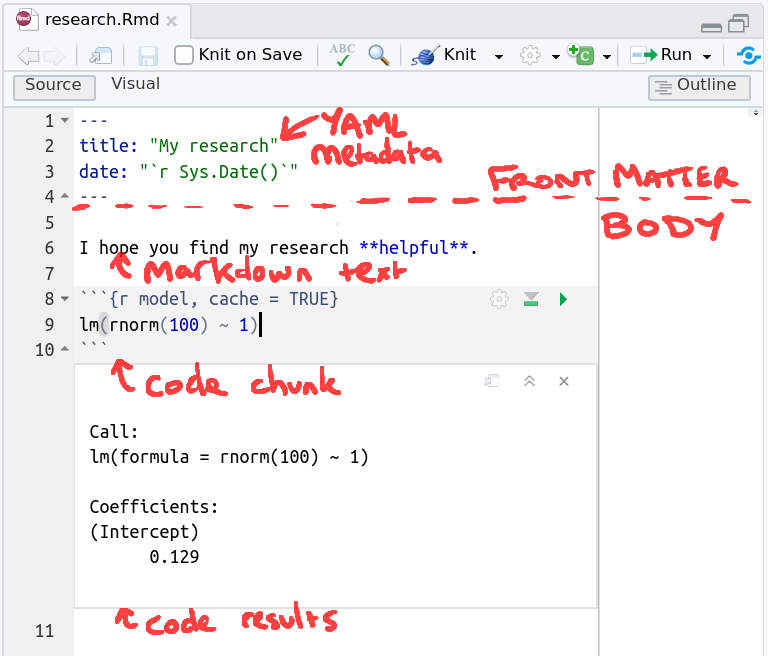 Rmd research.Rmd
Knit on Save ABC Knit C Run
Source Visual Outline
1 ---
YAML
2 title: "My research"
metadata
3 date: "`r Sys.Date()`"
FRONT MATTER
4 ---
BODY
5
6 I hope you find my research **helpful**.
Markdown text
7
8 ```{r model, cache = TRUE}
9 lm(rnorm(100) ~ 1)
10 ```
code chunk
Call:
lm(formula = rnorm(100) ~ 1)
Coefficients:
(Intercept)
0.129
code results
11